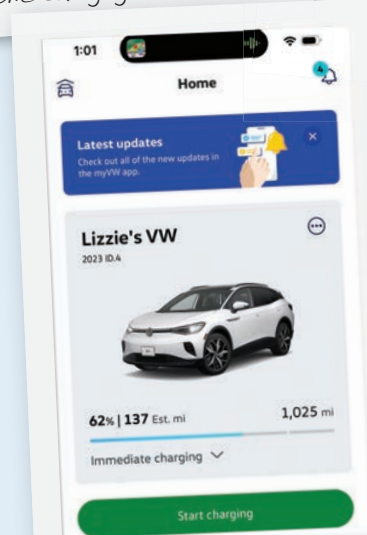 1:01
Home
4
Latest updates
Check out all of the new updates in
the myVW app.
Lizzie's VW
2023 ID.4
62% | 137 Est. mi
1,025 mi
Immediate charging
Start charging